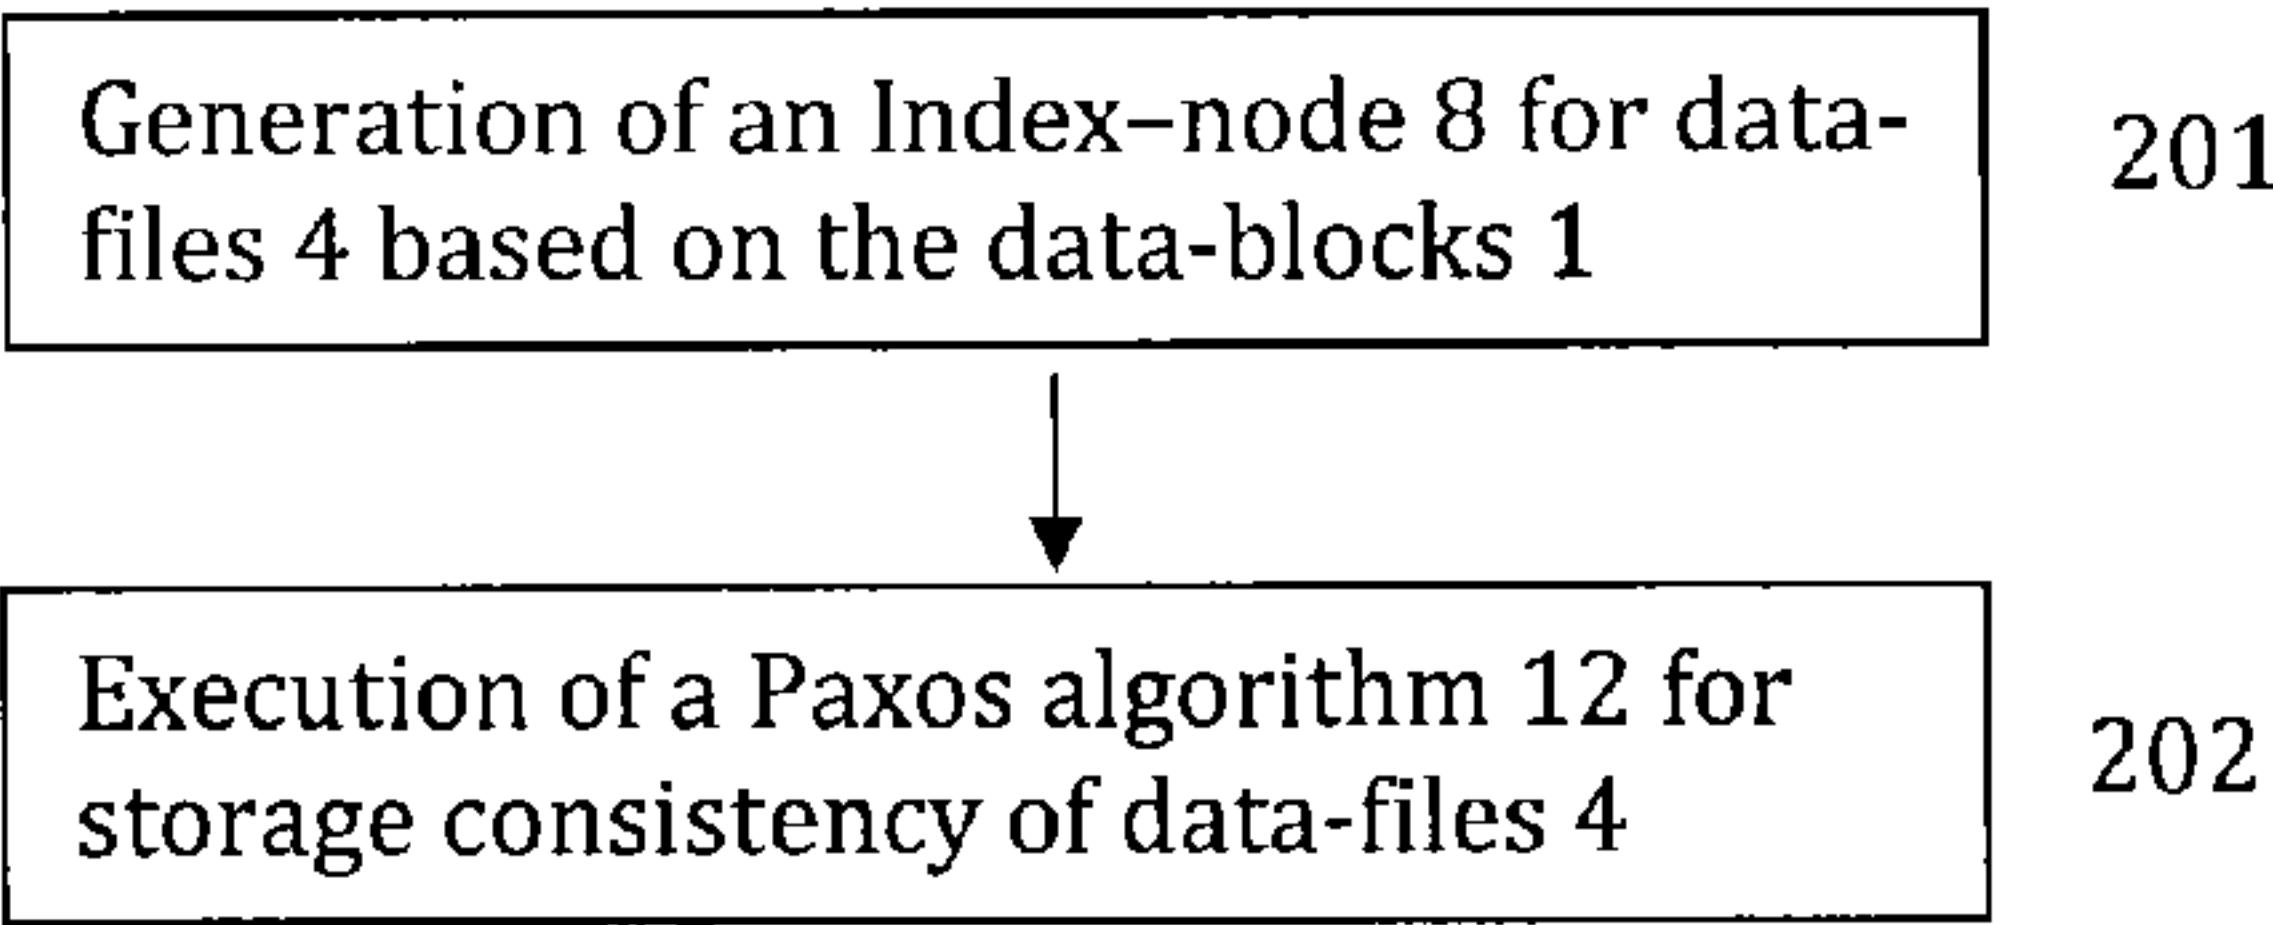 Generation of an Index–node 8 for data-
files 4 based on the data-blocks 1
201
Execution of a Paxos algorithm 12 for
storage consistency of data-files 4
202